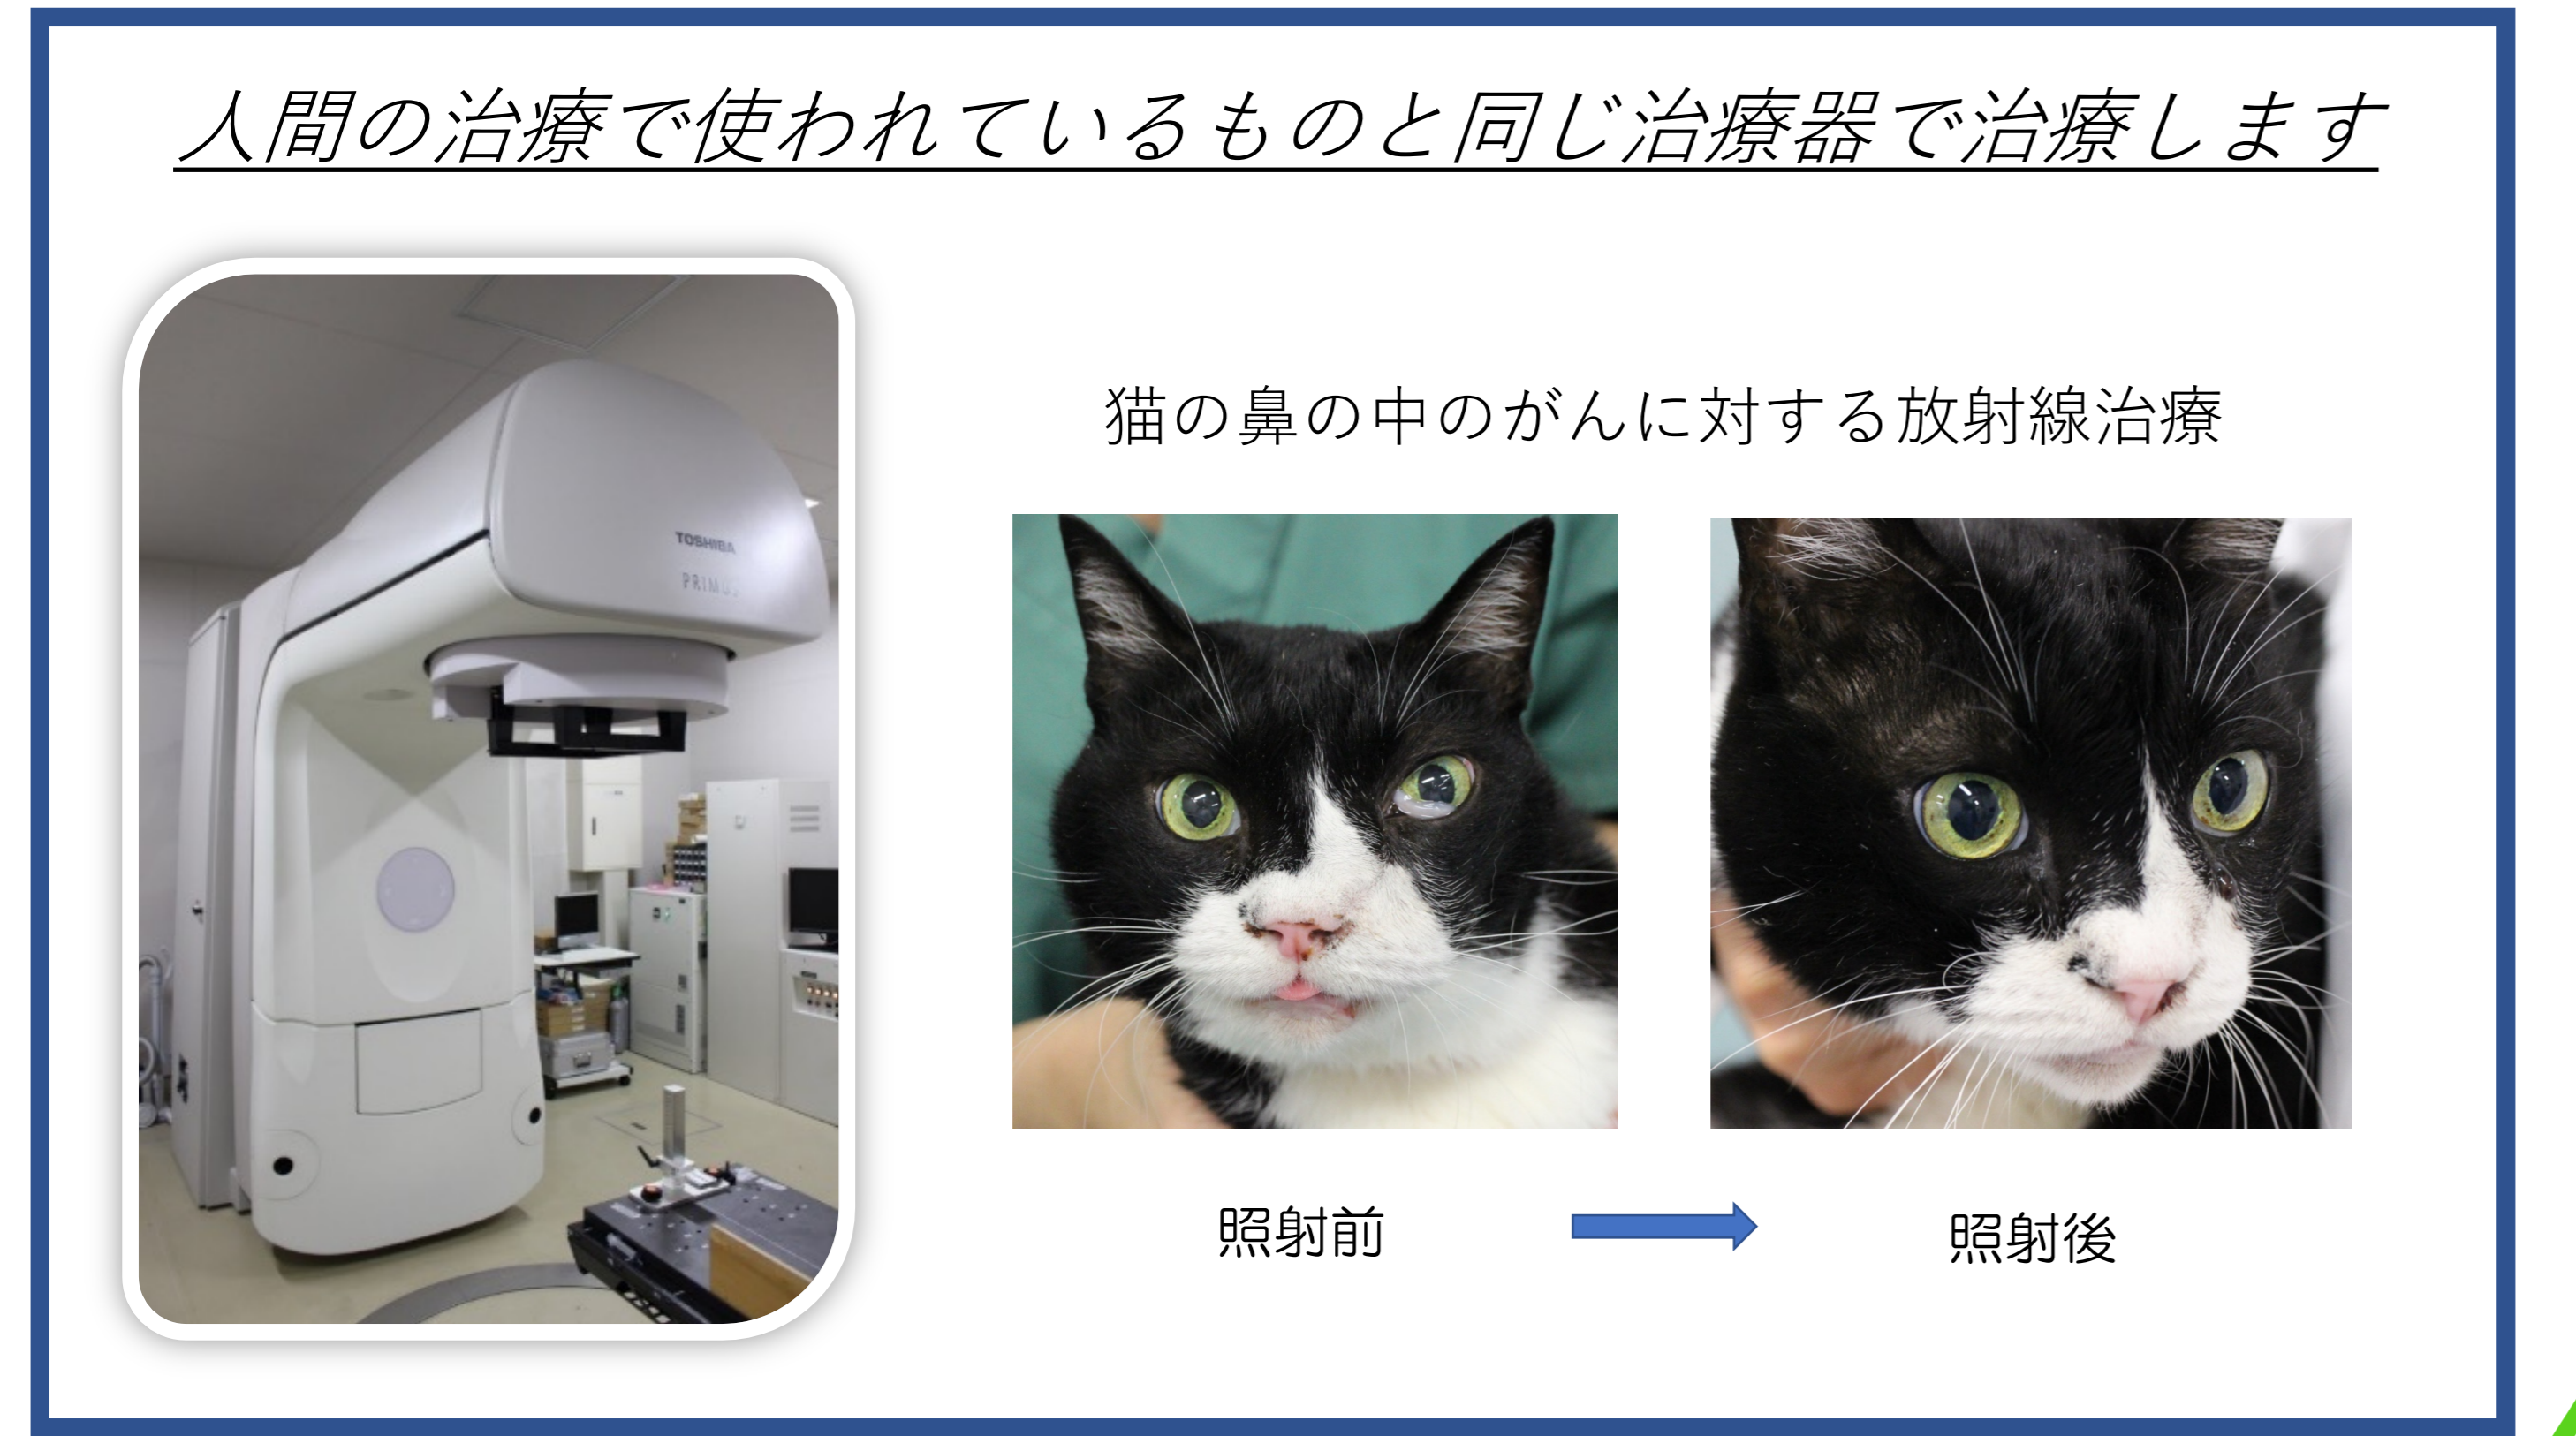 人間の治療で使われているものと同じ治療器で治療します
猫の鼻の中のがんに対する放射線治療
TOSHIBA
PRIMUS
照射前
照射後